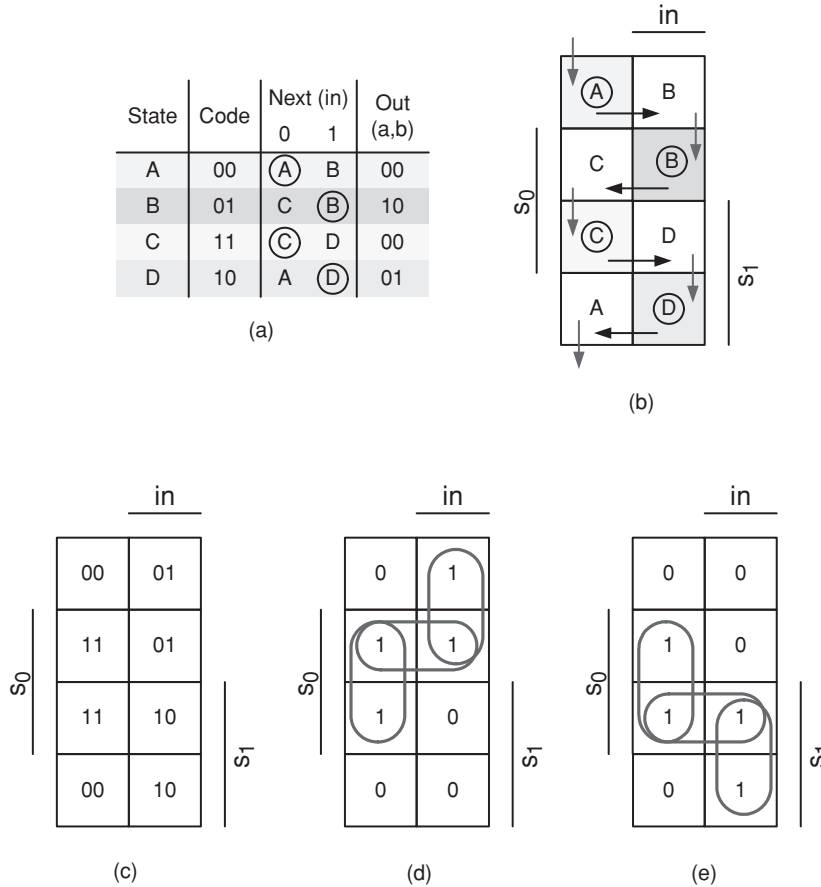 State Code Next (in) Out (a,b)
0 1
A 00 A B 00
B 01 C B 10
C 11 C D 00
D 10 A D 01
(a)
in
A B
C B
C D
A D
s0
s1
(b)
in
00 01
11 01
11 10
00 10
s0
s1
(c)
in
0 1
1 1
1 0
0 0
s0
s1
(d)
in
0 0
1 0
1 1
0 1
s0
s1
(e)